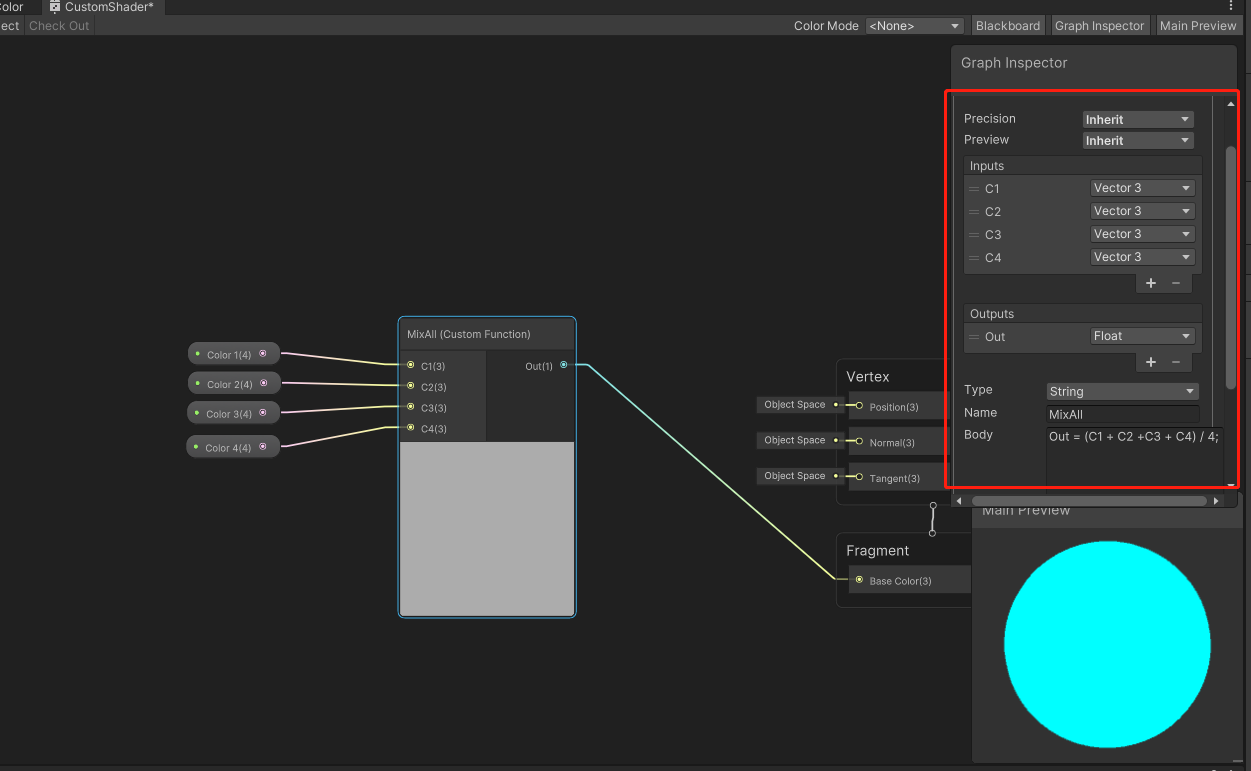 olor
CustomShader*
ect
Check Out
Color Mode
<None>
Blackboard
Graph Inspector
Main Preview
Graph Inspector
Precision
Inherit
Preview
Inherit
Inputs
C1
Vector 3
C2
Vector 3
C3
Vector 3
C4
Vector 3
+ −
Outputs
Out
Float
+ −
Type
String
Name
MixAll
Body
Out = (C1 + C2 +C3 + C4) / 4;
MixAll (Custom Function)
Color 1(4)
Color 2(4)
Color 3(4)
Color 4(4)
C1(3)
C2(3)
C3(3)
C4(3)
Out(1)
Vertex
Object Space
Position(3)
Object Space
Normal(3)
Object Space
Tangent(3)
Fragment
Base Color(3)
Main Preview